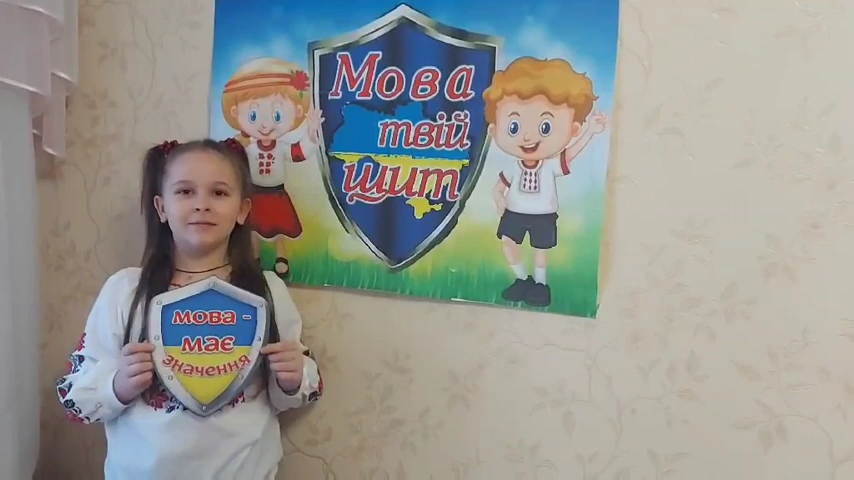 Мова
твій
щит
мова -
має
значення